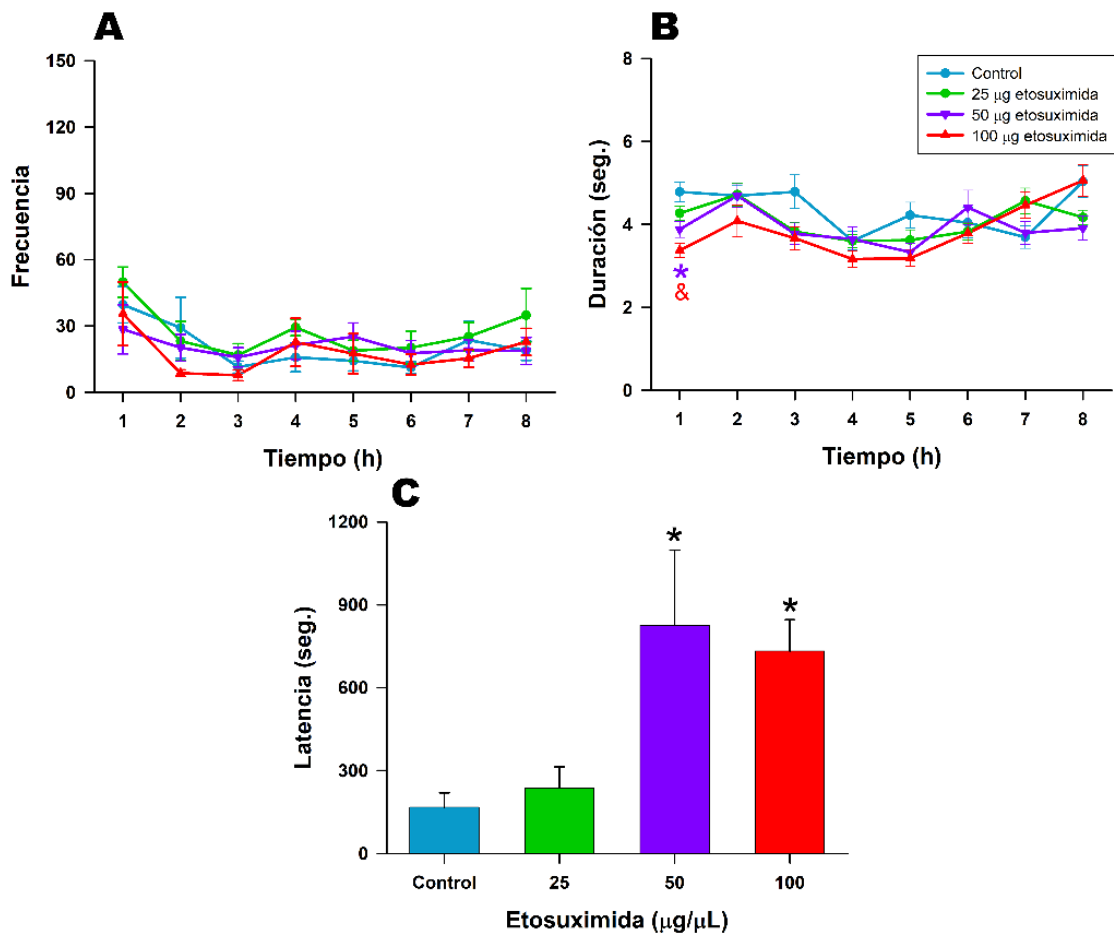 A
150
120
90
60
30
0
Frecuencia
1 2 3 4 5 6 7 8
Tiempo (h)
B
8
6
4
2
0
Duración (seg.)
Control
25 µg etosuximida
50 µg etosuximida
100 µg etosuximida
*
&
1 2 3 4 5 6 7 8
Tiempo (h)
C
1200
900
600
300
0
Latencia (seg.)
*
*
Control 25 50 100
Etosuximida (µg/µL)